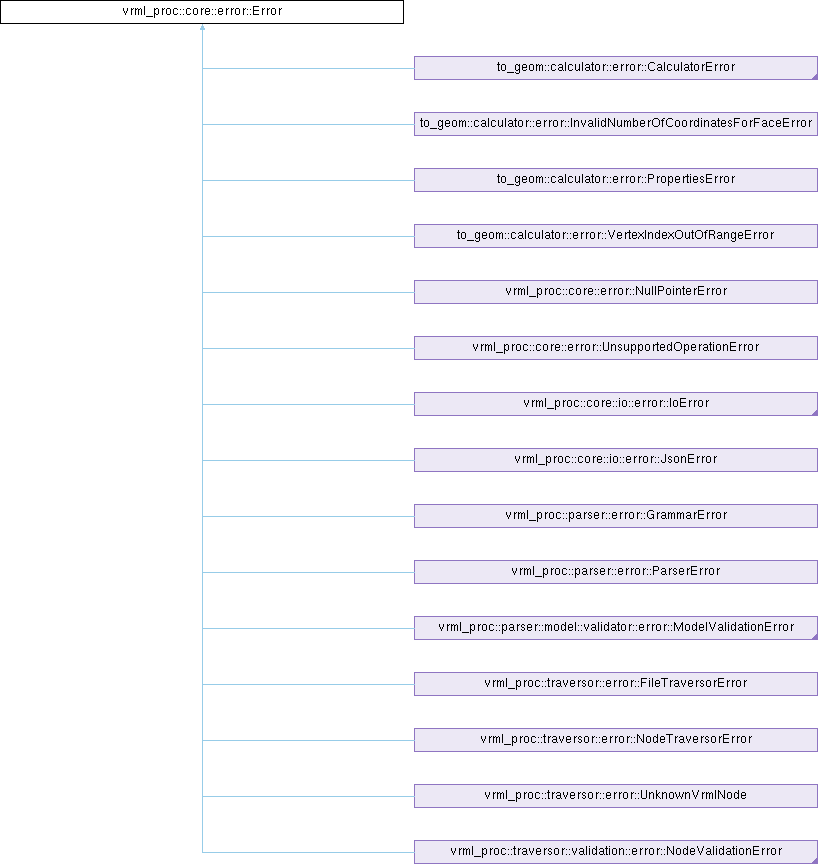 vrml_proc::core::error::Error
to_geom::calculator::error::CalculatorError
to_geom::calculator::error::InvalidNumberOfCoordinatesForFaceError
to_geom::calculator::error::PropertiesError
to_geom::calculator::error::VertexIndexOutOfRangeError
vrml_proc::core::error::NullPointerError
vrml_proc::core::error::UnsupportedOperationError
vrml_proc::core::io::error::IoError
vrml_proc::core::io::error::JsonError
vrml_proc::parser::error::GrammarError
vrml_proc::parser::error::ParserError
vrml_proc::parser::model::validator::error::ModelValidationError
vrml_proc::traversor::error::FileTraversorError
vrml_proc::traversor::error::NodeTraversorError
vrml_proc::traversor::error::UnknownVrmlNode
vrml_proc::traversor::validation::error::NodeValidationError